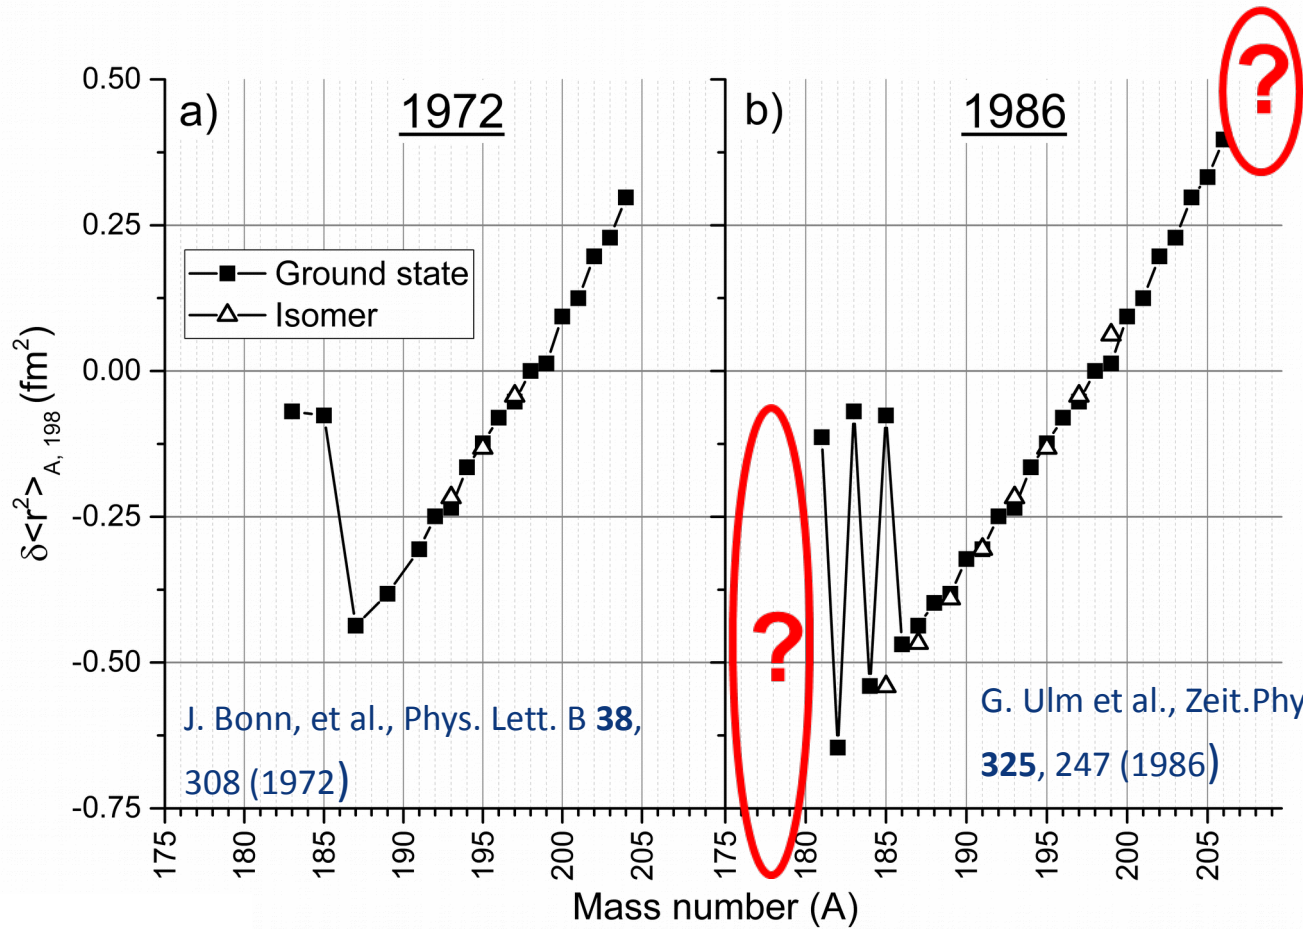 a)
1972
b)
1986
?
0.50
0.25
0.00
-0.25
-0.50
-0.75
Ground state
Isomer
δ<r²> A, 198 (fm²)
?
J. Bonn, et al., Phys. Lett. B 38,
308 (1972)
G. Ulm et al., Zeit.Phy
325, 247 (1986)
175 180 185 190 195 200 205
175 180 185 190 195 200 205
Mass number (A)